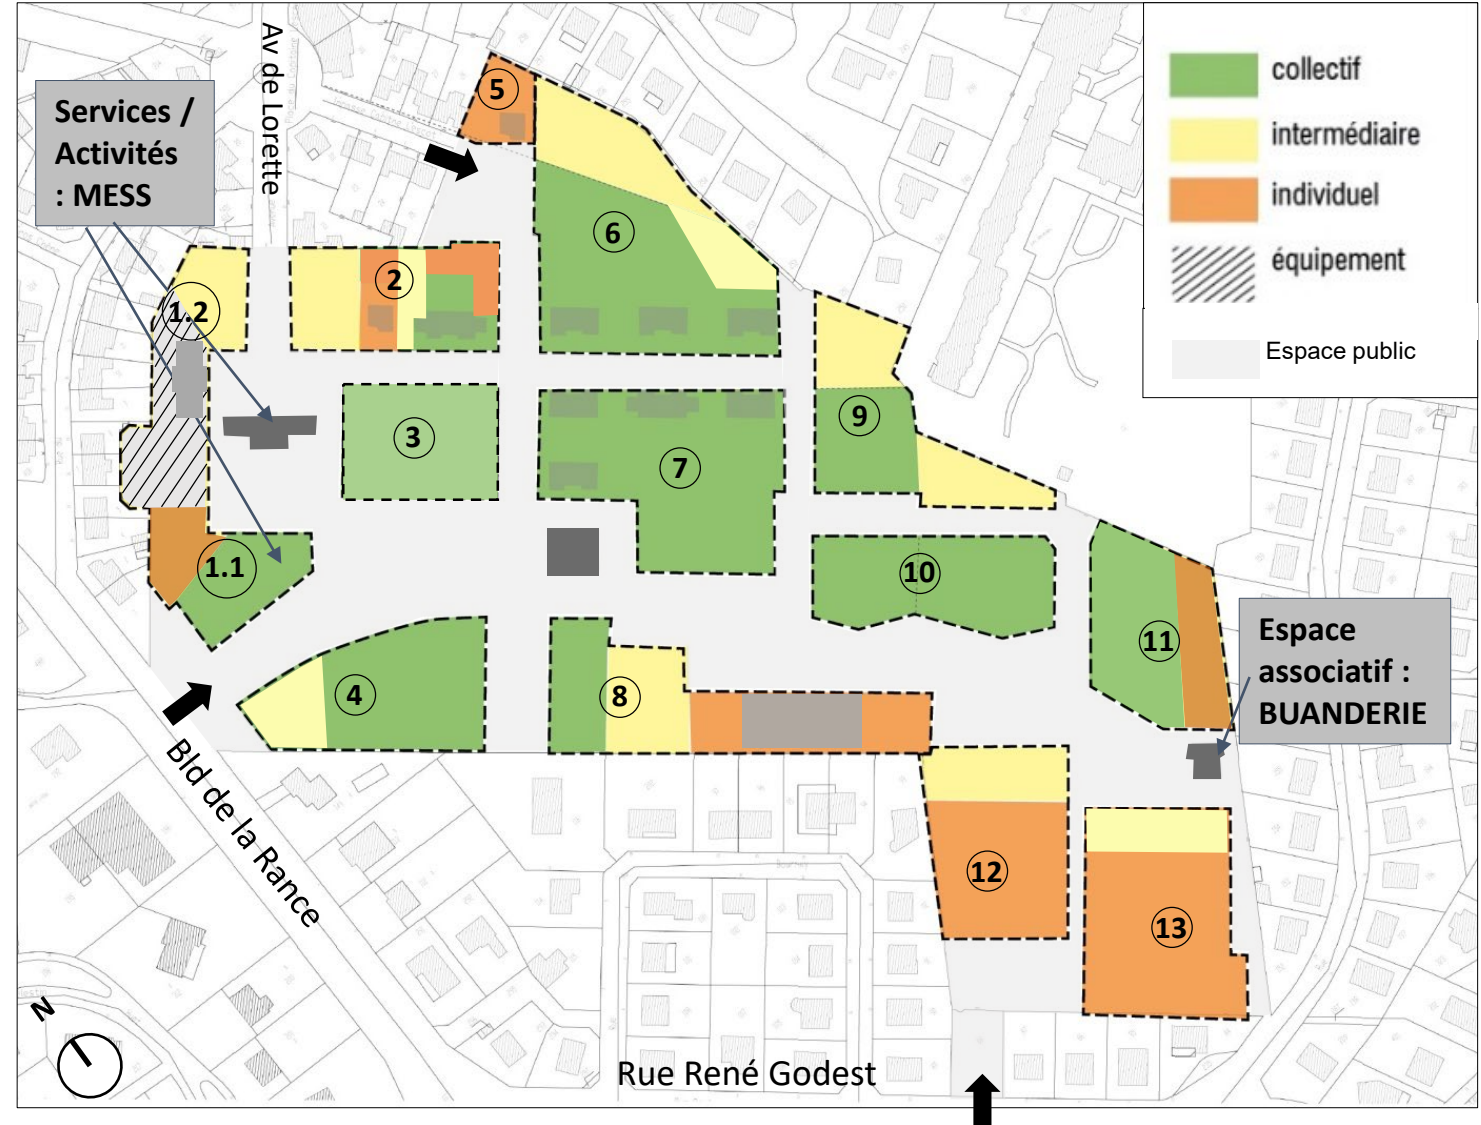 Av de Lorette
Services /
Activités
: MESS
collectif
intermédiaire
individuel
équipement
Espace public
5
6
2
1.2
3
9
7
1.1
10
11
4
8
Espace
associatif :
BUANDERIE
12
13
Bld de la Rance
N
Rue René Godest